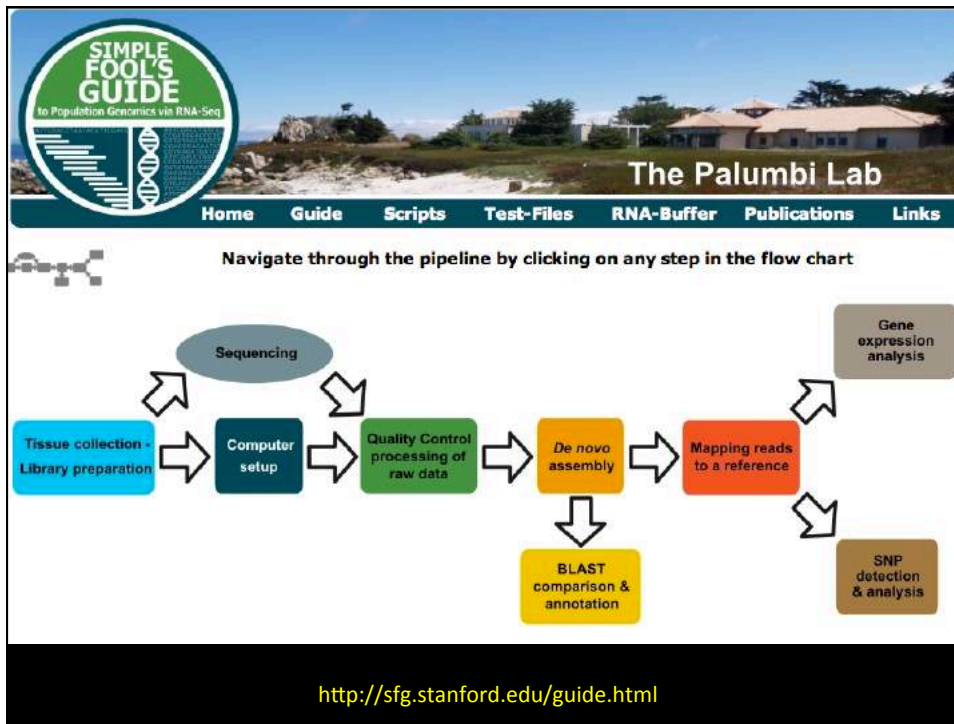 SIMPLE
FOOL'S
GUIDE
to Population Genomics via RNA-Seq
The Palumbi Lab
Home Guide Scripts Test-Files RNA-Buffer Publications Links
Navigate through the pipeline by clicking on any step in the flow chart
Gene
expression
analysis
Sequencing
Tissue collection -
Library preparation
Computer
setup
Quality Control
processing of
raw data
De novo
assembly
Mapping reads
to a reference
BLAST
comparison &
annotation
SNP
detection
& analysis
http://sfg.stanford.edu/guide.html